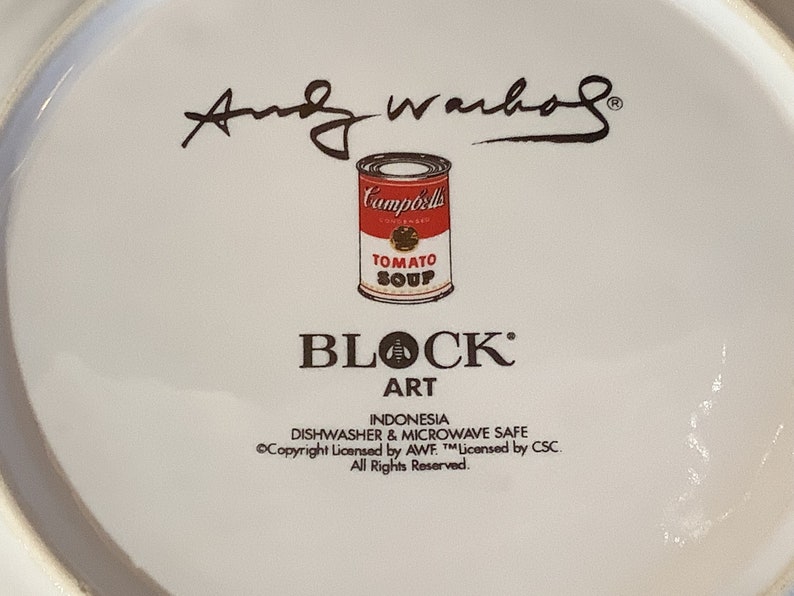 Andy Warhol®
Campbell's
CONDENSED
TOMATO
SOUP
BLOCK®
ART
INDONESIA
DISHWASHER & MICROWAVE SAFE
©Copyright Licensed by AWF. ™Licensed by CSC.
All Rights Reserved.